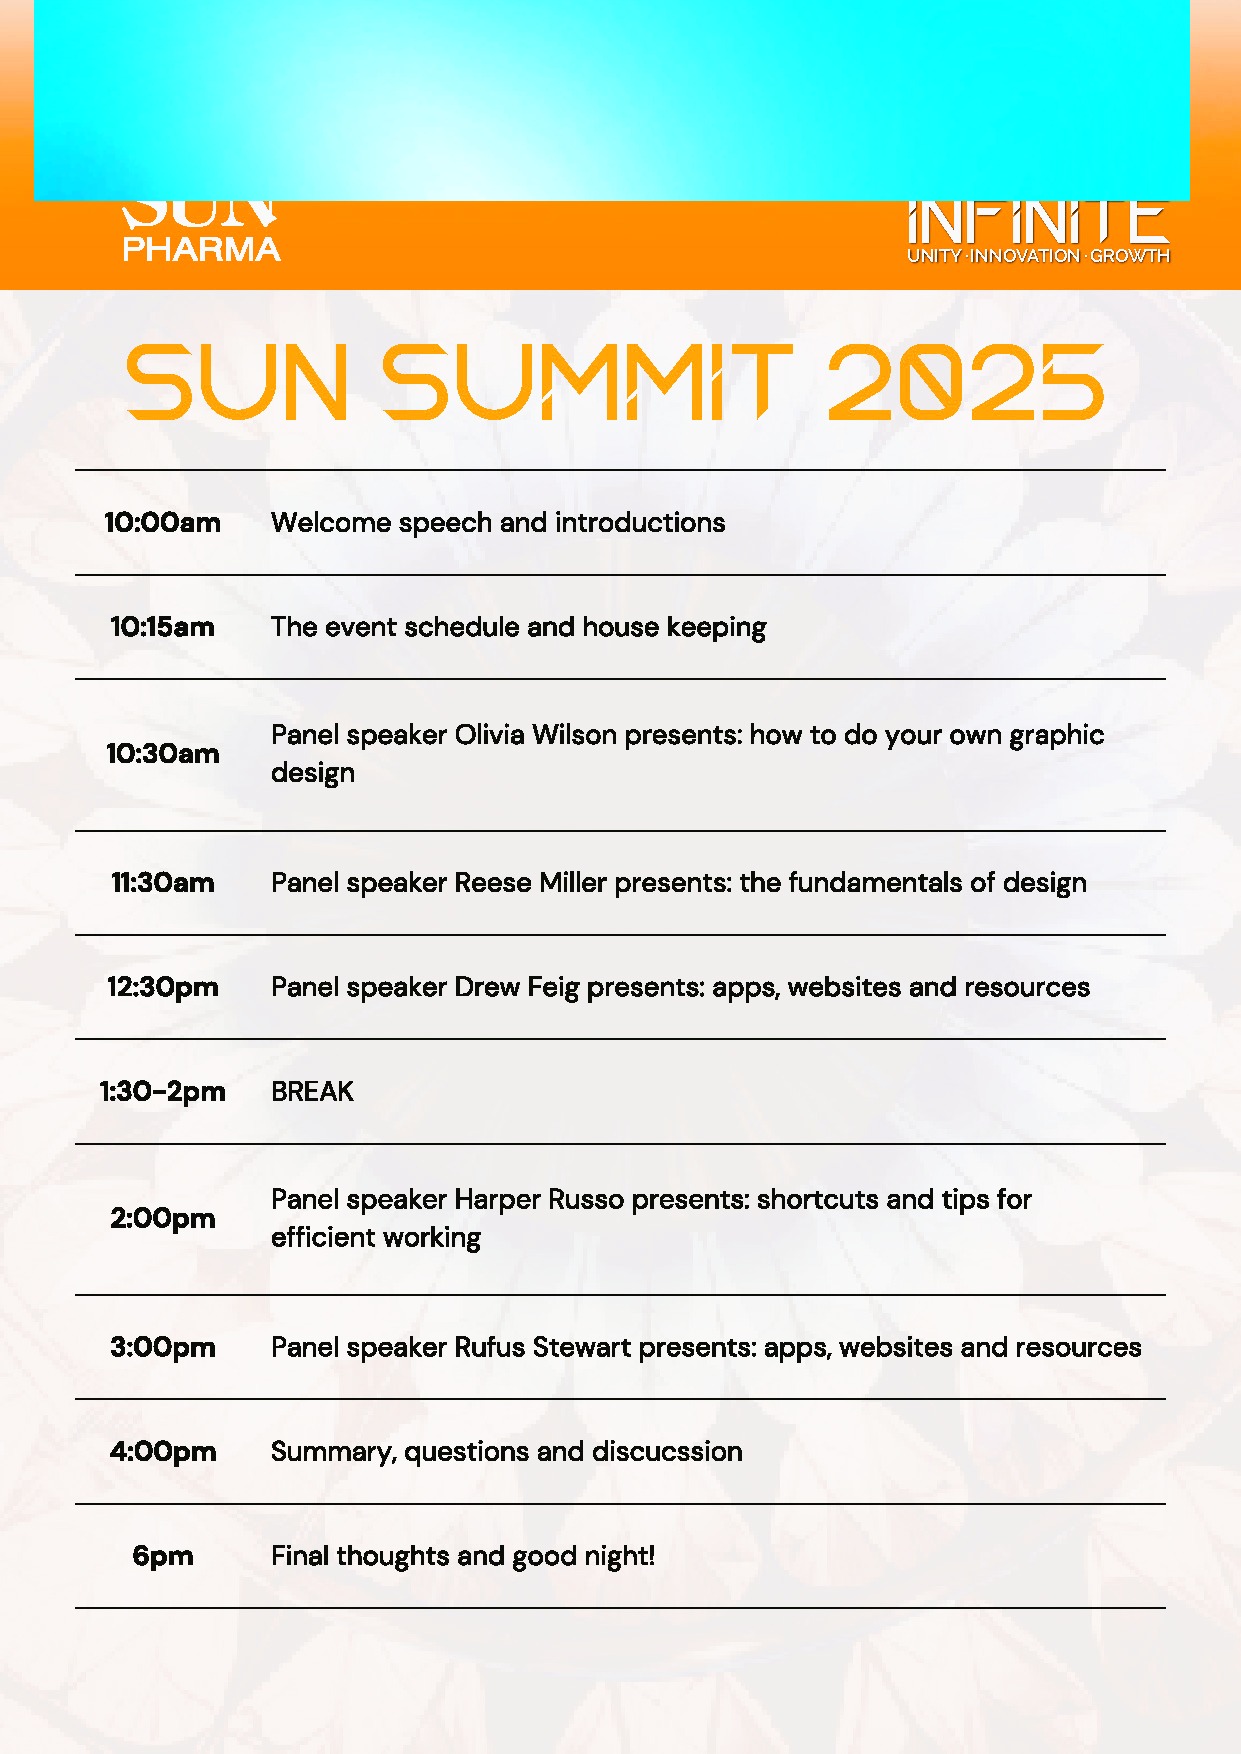 SUN
PHARMA
INFINITE
UNITY · INNOVATION · GROWTH
SUN SUMMIT 2025
10:00am Welcome speech and introductions
10:15am The event schedule and house keeping
10:30am Panel speaker Olivia Wilson presents: how to do your own graphic
design
11:30am Panel speaker Reese Miller presents: the fundamentals of design
12:30pm Panel speaker Drew Feig presents: apps, websites and resources
1:30-2pm BREAK
2:00pm Panel speaker Harper Russo presents: shortcuts and tips for
efficient working
3:00pm Panel speaker Rufus Stewart presents: apps, websites and resources
4:00pm Summary, questions and discucssion
6pm Final thoughts and good night!